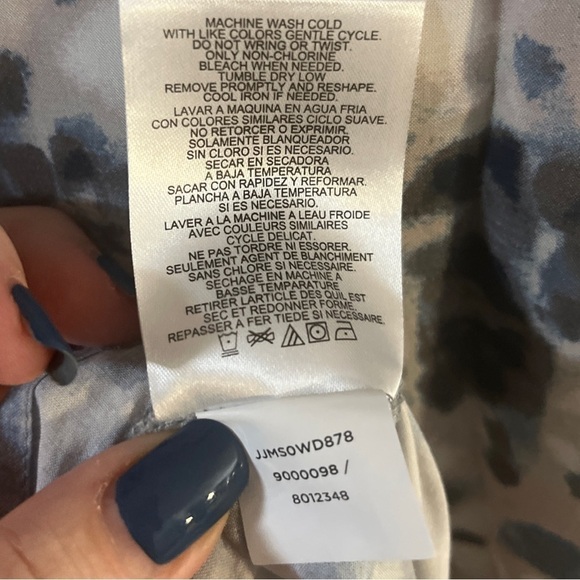 MACHINE WASH COLD
WITH LIKE COLORS GENTLE CYCLE.
DO NOT WRING OR TWIST.
ONLY NON-CHLORINE
BLEACH WHEN NEEDED.
TUMBLE DRY LOW
REMOVE PROMPTLY AND RESHAPE.
COOL IRON IF NEEDED.
LAVAR A MAQUINA EN AGUA FRIA
CON COLORES SIMILARES CICLO SUAVE.
NO RETORCER O EXPRIMIR.
SOLAMENTE BLANQUEADOR
SIN CLORO SI ES NECESARIO.
SECAR EN SECADORA
A BAJA TEMPERATURA
SACAR CON RAPIDEZ Y REFORMAR.
PLANCHA A BAJA TEMPERATURA
SI ES NECESARIO.
LAVER A LA MACHINE A LEAU FROIDE
AVEC COULEURS SIMILAIRES
CYCLE DELICAT.
NE PAS TORDRE NI ESSORER.
SEULEMENT AGENT DE BLANCHIMENT
SANS CHLORE SI NECESSAIRE.
SECHAGE EN MACHINE A
BASSE TEMPARATURE
RETIRER LARTICLE DES QUIL EST
SEC ET REDONNER FORME.
REPASSER A FER TIEDE SI NECESSAIRE.
JJMS0WD878
9000098 /
8012348